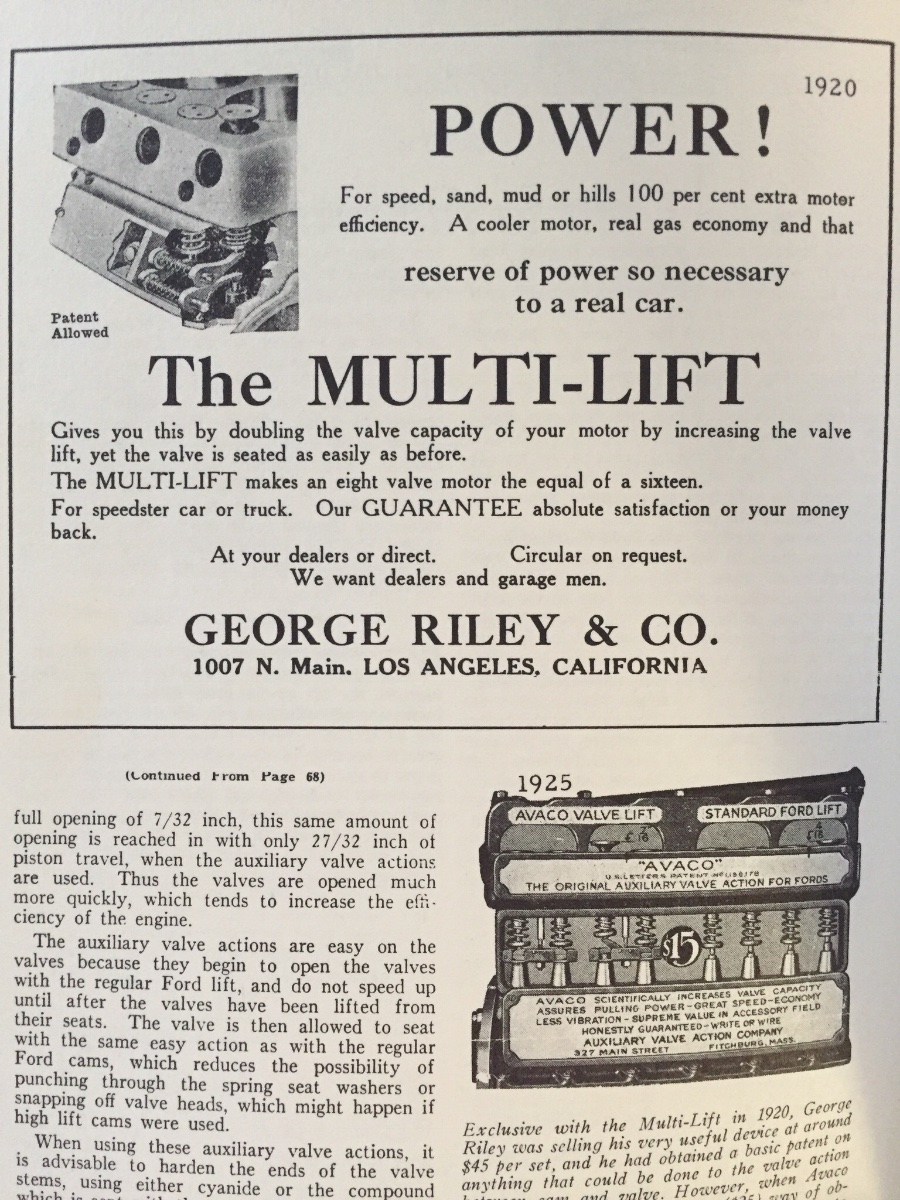 1920
POWER!
For speed, sand, mud or hills 100 per cent extra motor
efficiency. A cooler motor, real gas economy and that
reserve of power so necessary
to a real car.
Patent
Allowed
The MULTI-LIFT
Gives you this by doubling the valve capacity of your motor by increasing the valve
lift, yet the valve is seated as easily as before.
The MULTI-LIFT makes an eight valve motor the equal of a sixteen.
For speedster car or truck. Our GUARANTEE absolute satisfaction or your money
back.
At your dealers or direct. Circular on request.
We want dealers and garage men.
GEORGE RILEY & CO.
1007 N. Main. LOS ANGELES, CALIFORNIA
(Continued From Page 68)
full opening of 7/32 inch, this same amount of
opening is reached in with only 27/32 inch of
piston travel, when the auxiliary valve actions
are used. Thus the valves are opened much
more quickly, which tends to increase the effi-
ciency of the engine.
The auxiliary valve actions are easy on the
valves because they begin to open the valves
with the regular Ford lift, and do not speed up
until after the valves have been lifted from
their seats. The valve is then allowed to seat
with the same easy action as with the regular
Ford cams, which reduces the possibility of
punching through the spring seat washers or
snapping off valve heads, which might happen if
high lift cams were used.
When using these auxiliary valve actions, it
is advisable to harden the ends of the valve
stems, using either cyanide or the compound
which is
1925
AVACO VALVE LIFT
STANDARD FORD LIFT
"AVACO"
U.S. LETTERS PATENT
THE ORIGINAL AUXILIARY VALVE ACTION FOR FORDS
$15
AVACO SCIENTIFICALLY INCREASES VALVE CAPACITY
ASSURES PULLING POWER-GREAT SPEED-ECONOMY
LESS VIBRATION-SUPREME VALUE IN ACCESSORY FIELD
HONESTLY GUARANTEED-WRITE OR WIRE
AUXILIARY VALVE ACTION COMPANY
327 MAIN STREET FITCHBURG, MASS.
Exclusive with the Multi-Lift in 1920, George
Riley was selling his very useful device at around
$45 per set, and he had obtained a basic patent on
anything that could be done to the valve action
between cam and valve. However, when Avaco
way of ob-